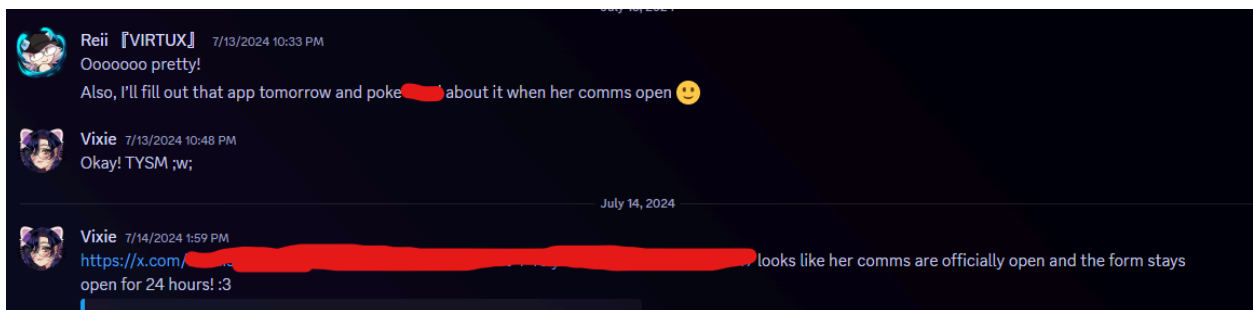 Reii 『VIRTUX』 7/13/2024 10:33 PM
Ooooooo pretty!
Also, I'll fill out that app tomorrow and poke about it when her comms open 🙂
Vixie 7/13/2024 10:48 PM
Okay! TYSM ;w;
July 14, 2024
Vixie 7/14/2024 1:59 PM
https://x.com/ looks like her comms are officially open and the form stays
open for 24 hours! :3